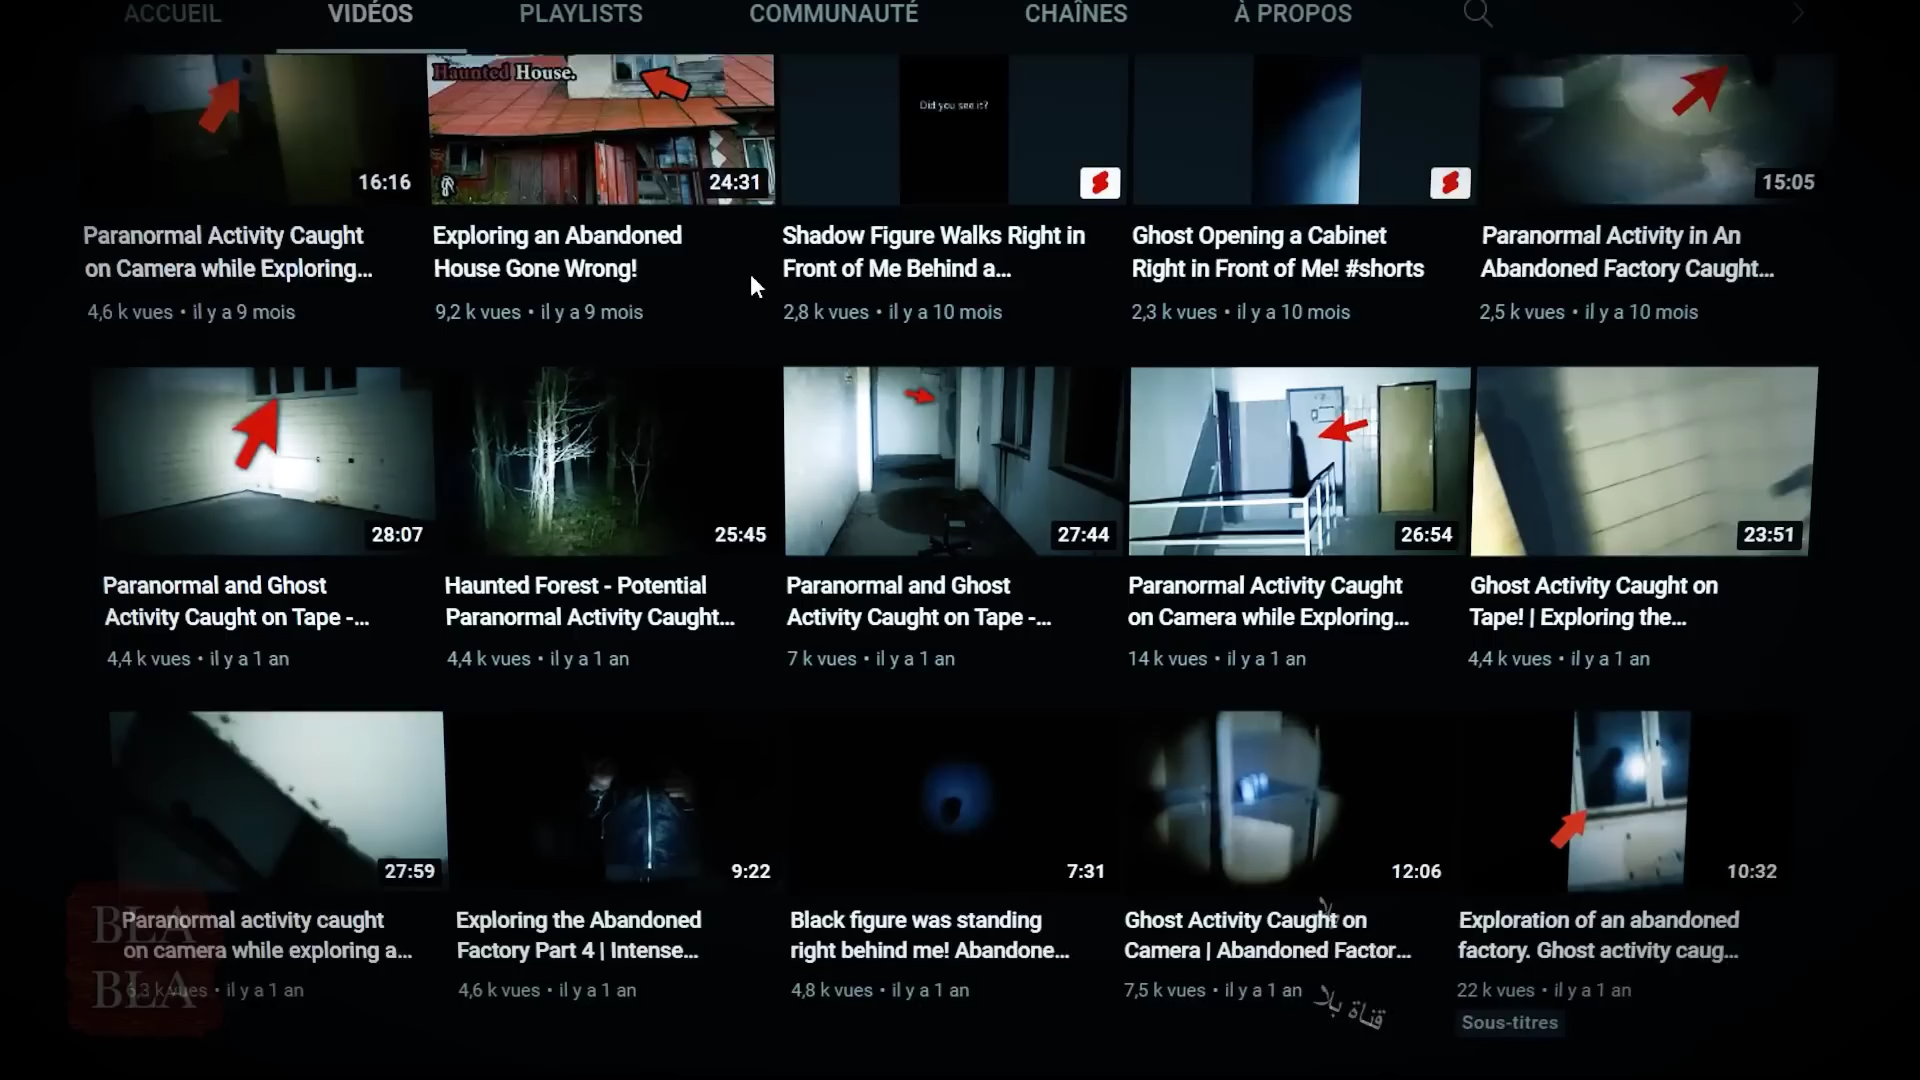 ACCUEIL
VIDÉOS
PLAYLISTS
COMMUNAUTÉ
CHAÎNES
À PROPOS
Haunted House.
16:16
24:31
Did you see it?
15:05
Paranormal Activity Caught
on Camera while Exploring...
4,6 k vues • il y a 9 mois
Exploring an Abandoned
House Gone Wrong!
9,2 k vues • il y a 9 mois
Shadow Figure Walks Right in
Front of Me Behind a...
2,8 k vues • il y a 10 mois
Ghost Opening a Cabinet
Right in Front of Me! #shorts
2,3 k vues • il y a 10 mois
Paranormal Activity in An
Abandoned Factory Caught...
2,5 k vues • il y a 10 mois
28:07
25:45
27:44
26:54
23:51
Paranormal and Ghost
Activity Caught on Tape -...
4,4 k vues • il y a 1 an
Haunted Forest - Potential
Paranormal Activity Caught...
4,4 k vues • il y a 1 an
Paranormal and Ghost
Activity Caught on Tape -...
7 k vues • il y a 1 an
Paranormal Activity Caught
on Camera while Exploring...
14 k vues • il y a 1 an
Ghost Activity Caught on
Tape! | Exploring the...
4,4 k vues • il y a 1 an
27:59
9:22
7:31
12:06
10:32
Paranormal activity caught
on camera while exploring a...
6,3 k vues • il y a 1 an
Exploring the Abandoned
Factory Part 4 | Intense...
4,6 k vues • il y a 1 an
Black figure was standing
right behind me! Abandone...
4,8 k vues • il y a 1 an
Ghost Activity Caught on
Camera | Abandoned Factor...
7,5 k vues • il y a 1 an
Exploration of an abandoned
factory. Ghost activity caug...
22 k vues • il y a 1 an
Sous-titres
BLA
BLA
بلا
قناة بلا